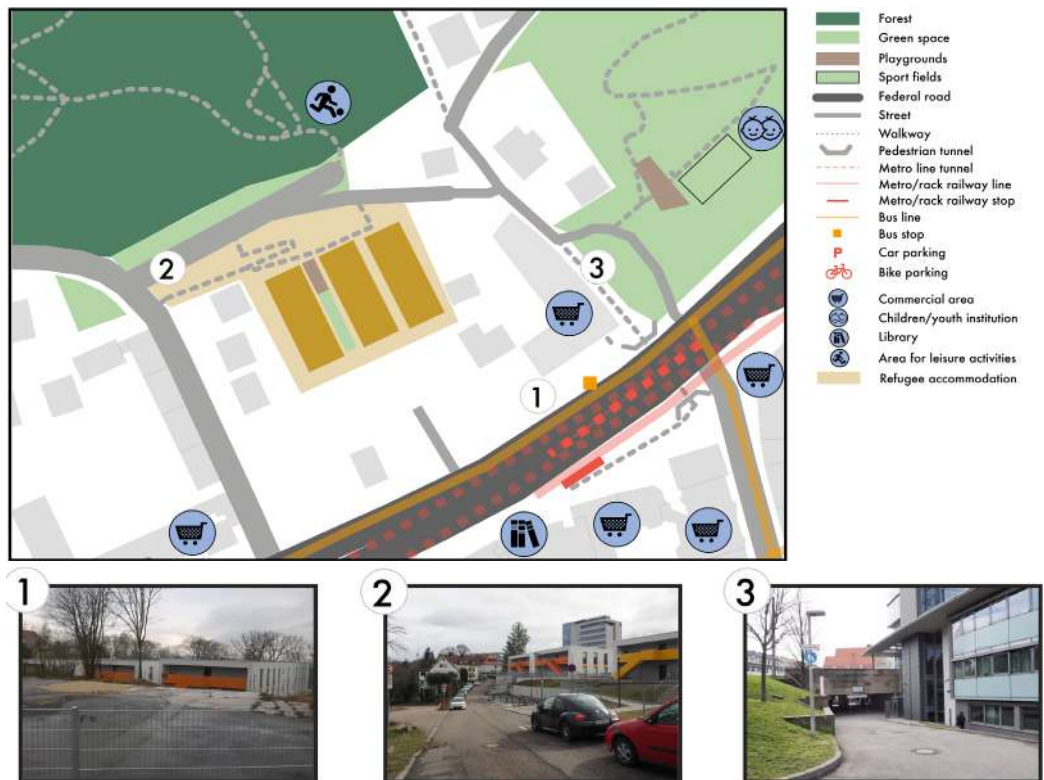 2
3
1
Forest
Green space
Playgrounds
Sport fields
Federal road
Street
Walkway
Pedestrian tunnel
Metro line tunnel
Metro/rack railway line
Metro/rack railway stop
Bus line
Bus stop
P Car parking
Bike parking
Commercial area
Children/youth institution
Library
Area for leisure activities
Refugee accommodation
1
2
3